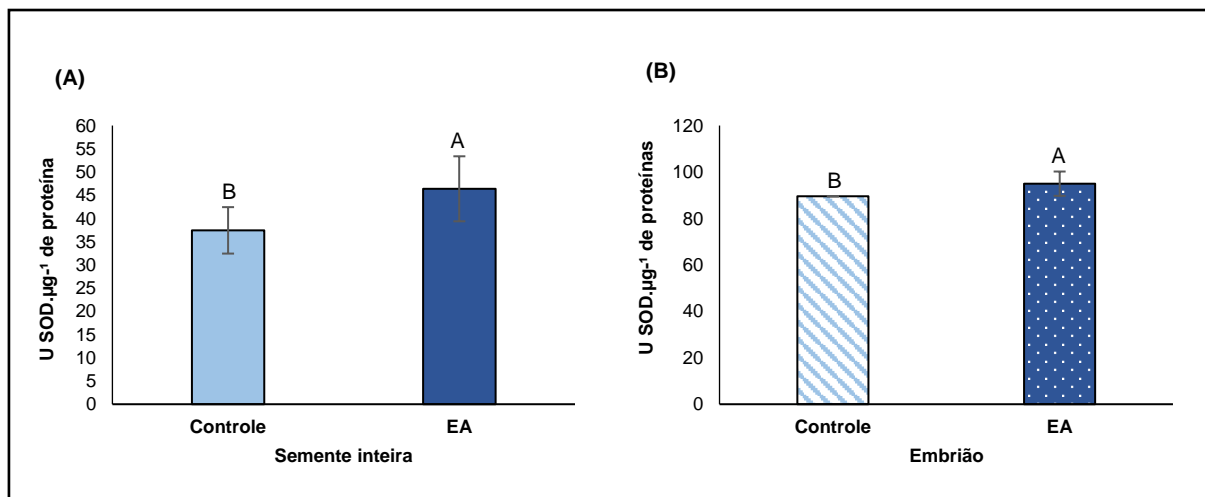 (A)
U SOD.µg-¹ de proteína
60
55
50
45
40
35
30
25
20
15
10
5
0
B
A
Controle
EA
Semente inteira
(B)
U SOD.µg-¹ de proteínas
120
100
80
60
40
20
0
B
A
Controle
EA
Embrião